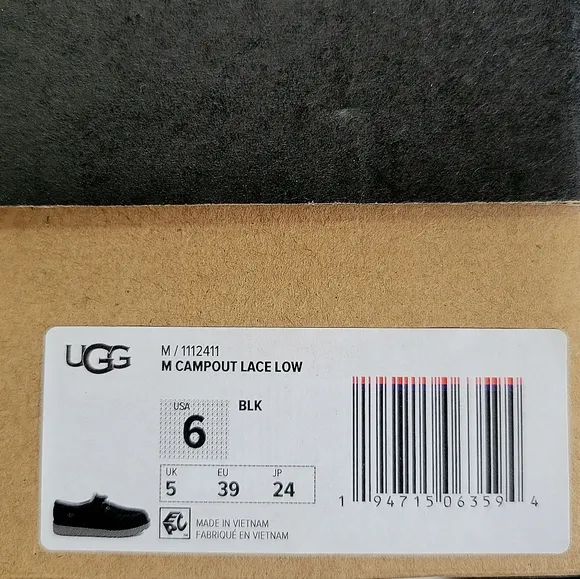 UGG
M / 1112411
M CAMPOUT LACE LOW
USA
6
BLK
UK EU JP
5 39 24
MADE IN VIETNAM
FABRIQUÉ EN VIETNAM
1 94715 06359 4